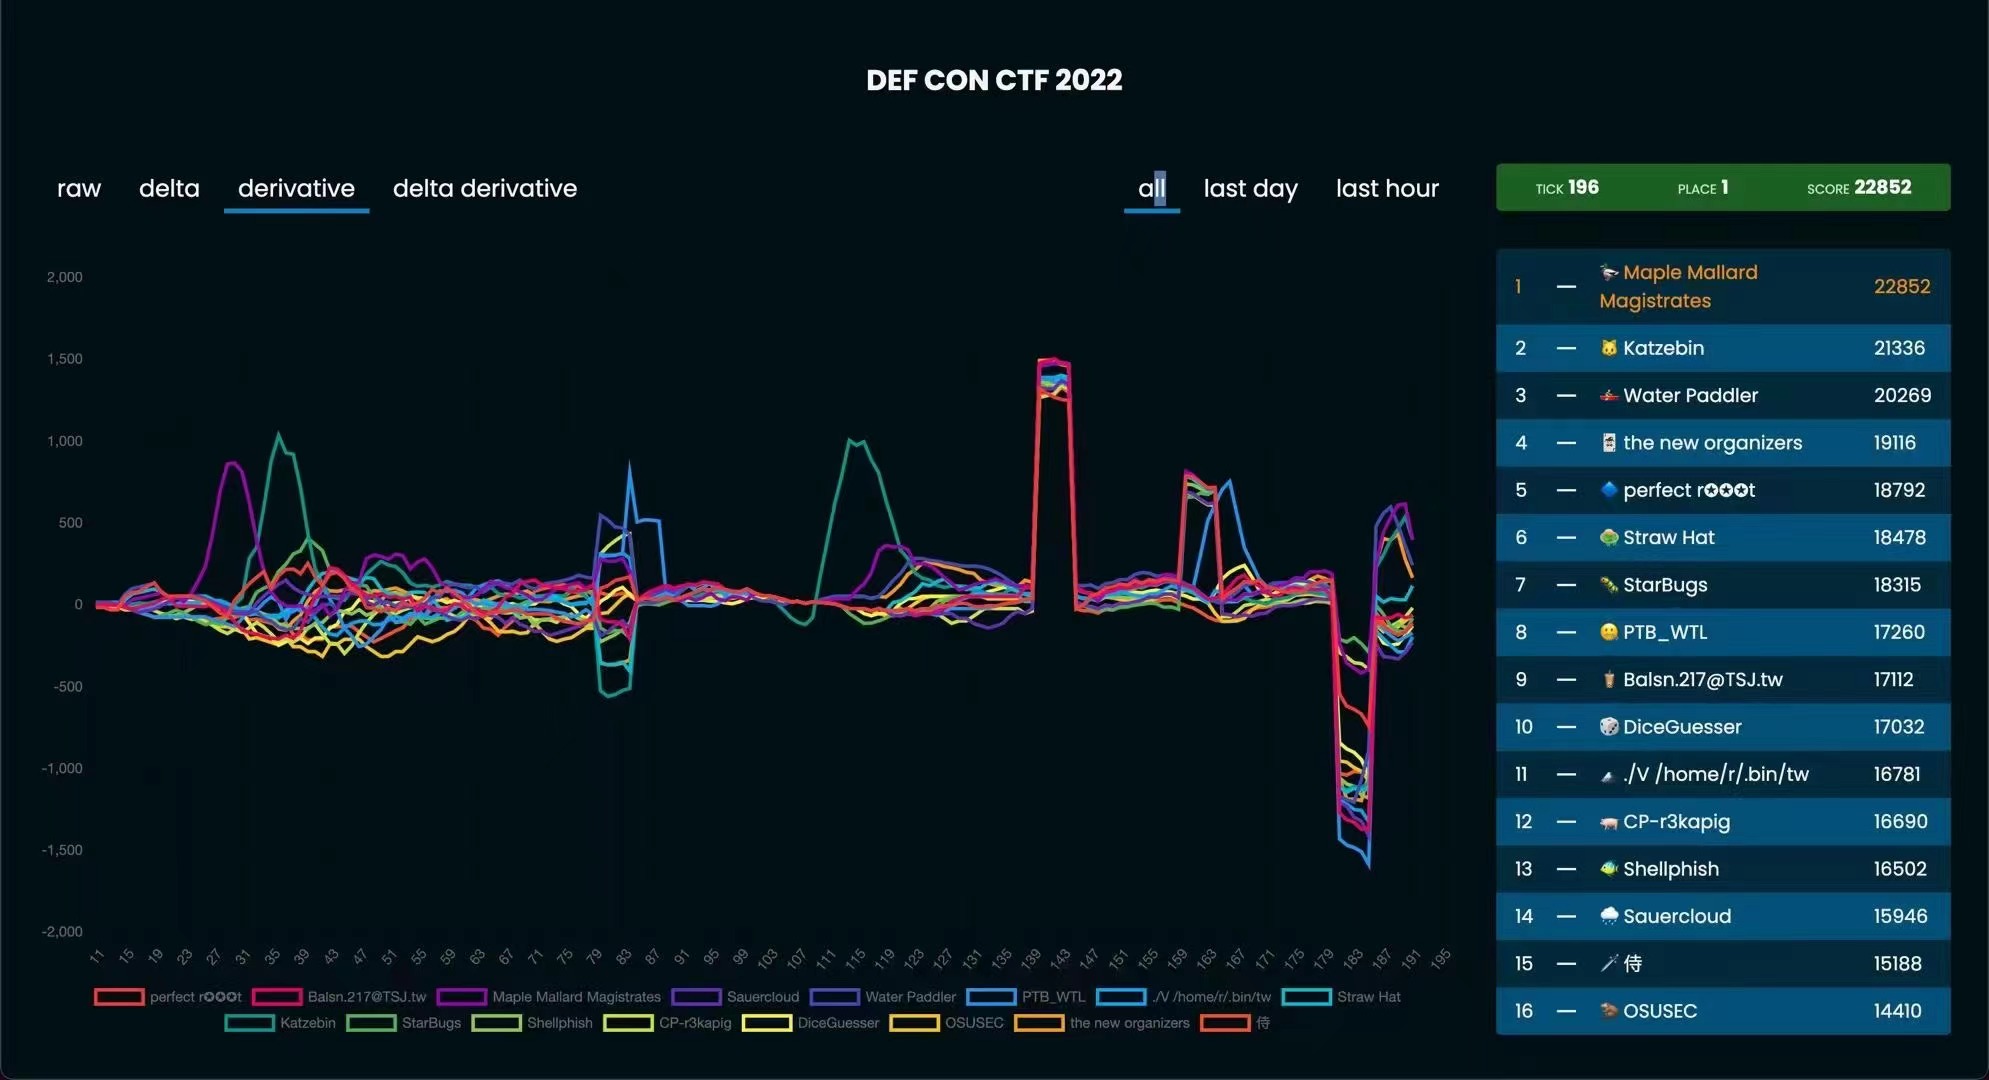 DEF CON CTF 2022
raw delta derivative delta derivative
all last day last hour
TICK 196 PLACE 1 SCORE 22852
2,000
1,500
1,000
500
0
-500
-1,000
-1,500
-2,000
11 15 19 23 27 31 35 39 43 47 51 55 59 63 67 71 75 79 83 87 91 95 99 103 107 111 115 119 123 127 131 135 139 143 147 151 155 159 163 167 171 175 179 183 187 191 195
perfect r✪✪✪t Balsn.217@TSJ.tw Maple Mallard Magistrates Sauercloud Water Paddler PTB_WTL ./V /home/r/.bin/tw Straw Hat
Katzebin StarBugs Shellphish CP-r3kapig DiceGuesser OSUSEC the new organizers 侍
1 — Maple Mallard
Magistrates 22852
2 — Katzebin 21336
3 — Water Paddler 20269
4 — the new organizers 19116
5 — perfect r✪✪✪t 18792
6 — Straw Hat 18478
7 — StarBugs 18315
8 — PTB_WTL 17260
9 — Balsn.217@TSJ.tw 17112
10 — DiceGuesser 17032
11 — ./V /home/r/.bin/tw 16781
12 — CP-r3kapig 16690
13 — Shellphish 16502
14 — Sauercloud 15946
15 — 侍 15188
16 — OSUSEC 14410